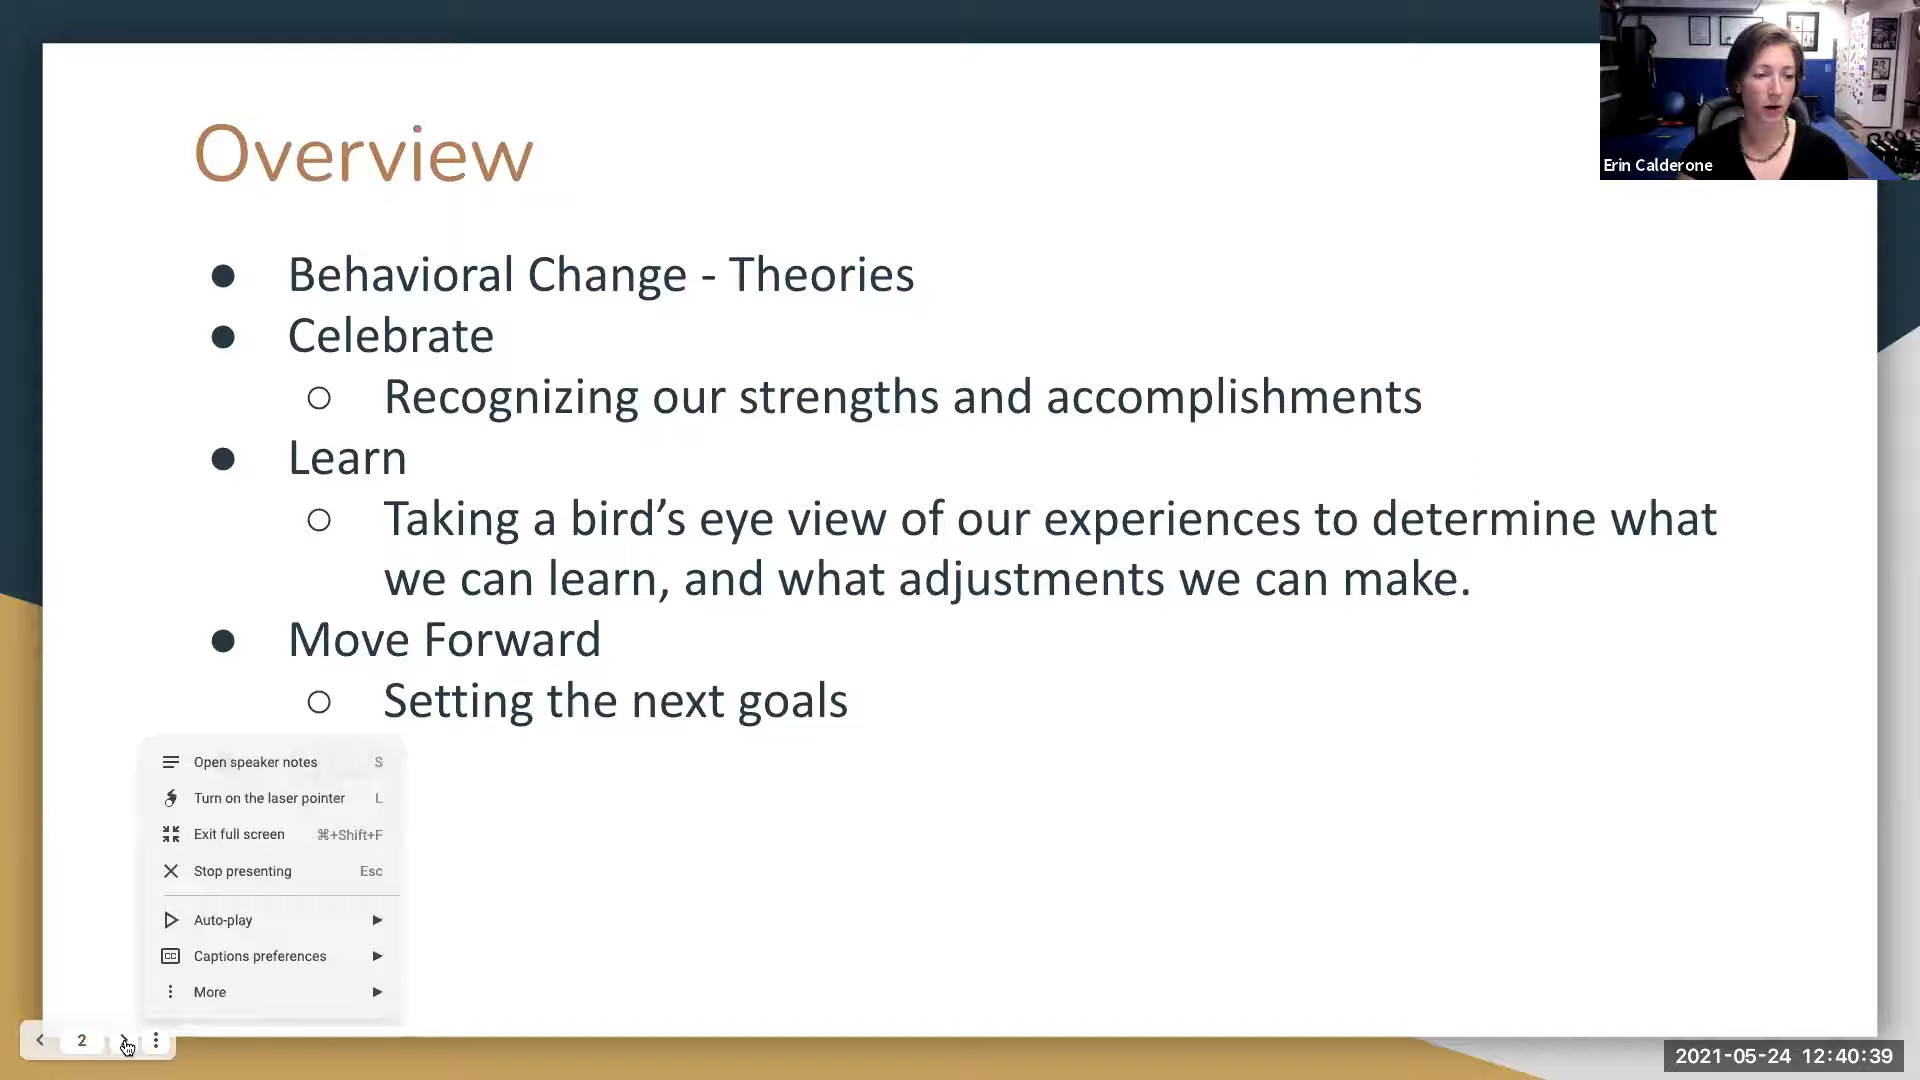 Overview
Erin Calderone
● Behavioral Change - Theories
● Celebrate
○ Recognizing our strengths and accomplishments
● Learn
○ Taking a bird’s eye view of our experiences to determine what
we can learn, and what adjustments we can make.
● Move Forward
○ Setting the next goals
Open speaker notes S
Turn on the laser pointer L
Exit full screen ⌘+Shift+F
Stop presenting Esc
Auto-play
Captions preferences
More
2
2021-05-24 12:40:39